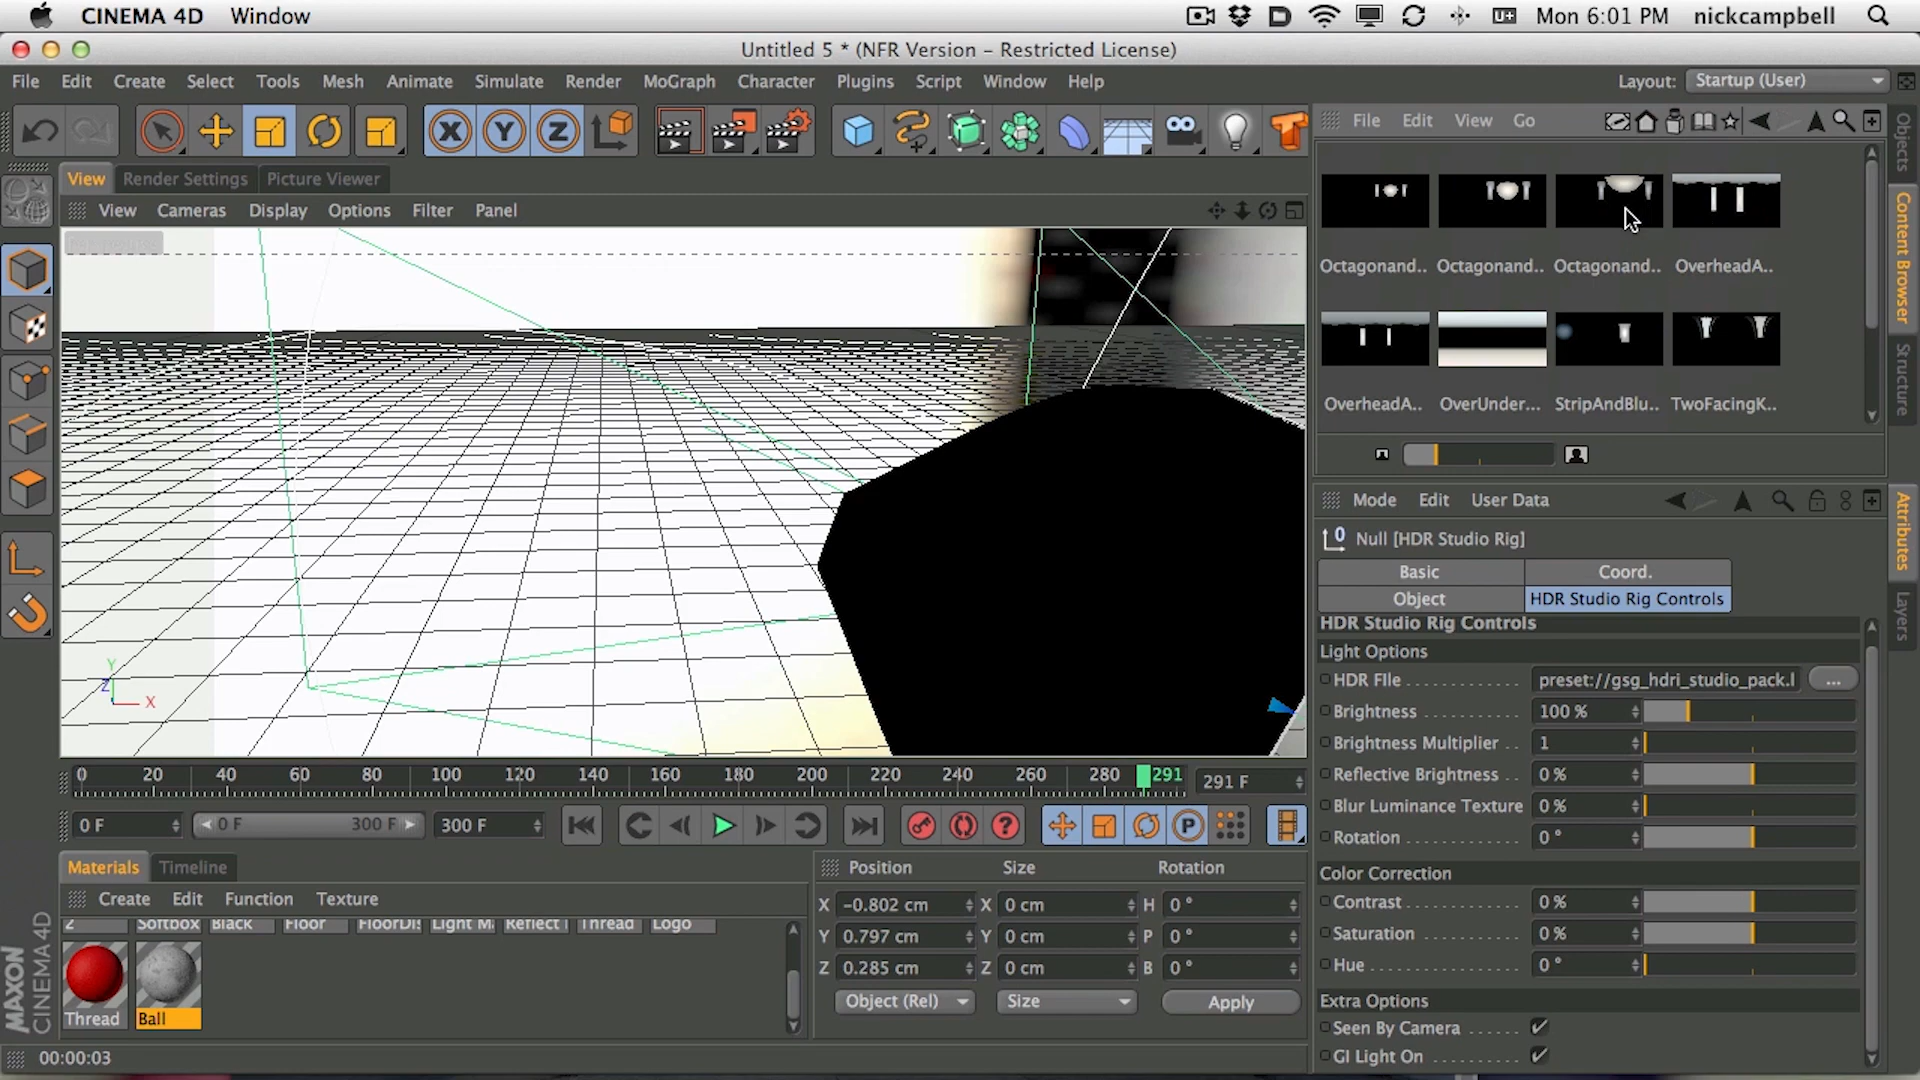 CINEMA 4D Window Mon 6:01 PM nickcampbell
Untitled 5 * (NFR Version – Restricted License)
File Edit Create Select Tools Mesh Animate Simulate Render MoGraph Character Plugins Script Window Help Layout: Startup (User)
X Y Z
File Edit View Go
View Render Settings Picture Viewer
View Cameras Display Options Filter Panel
Octagonand.. Octagonand.. Octagonand.. OverheadA..
OverheadA.. OverUnder... StripAndBlu.. TwoFacingK..
Objects
Content Browser
Structure
Mode Edit User Data
Null [HDR Studio Rig]
Basic Coord.
Object HDR Studio Rig Controls
HDR Studio Rig Controls
Light Options
HDR File preset://gsg_hdri_studio_pack.l ...
Brightness 100 %
Brightness Multiplier 1
Reflective Brightness 0 %
Blur Luminance Texture 0 %
Rotation 0 °
Color Correction
Contrast 0 %
Saturation 0 %
Hue 0 °
Extra Options
Seen By Camera
GI Light On
Attributes
Layers
Y
Z
X
0 20 40 60 80 100 120 140 160 180 200 220 240 260 280 291 291 F
0 F 0 F 300 F 300 F
P
Materials Timeline
Create Edit Function Texture
2 Softbox Black Floor FloorDis Light M Reflect Thread Logo
Thread Ball
Position Size Rotation
X -0.802 cm X 0 cm H 0 °
Y 0.797 cm Y 0 cm P 0 °
Z 0.285 cm Z 0 cm B 0 °
Object (Rel) Size Apply
MAXON
CINEMA 4D
00:00:03